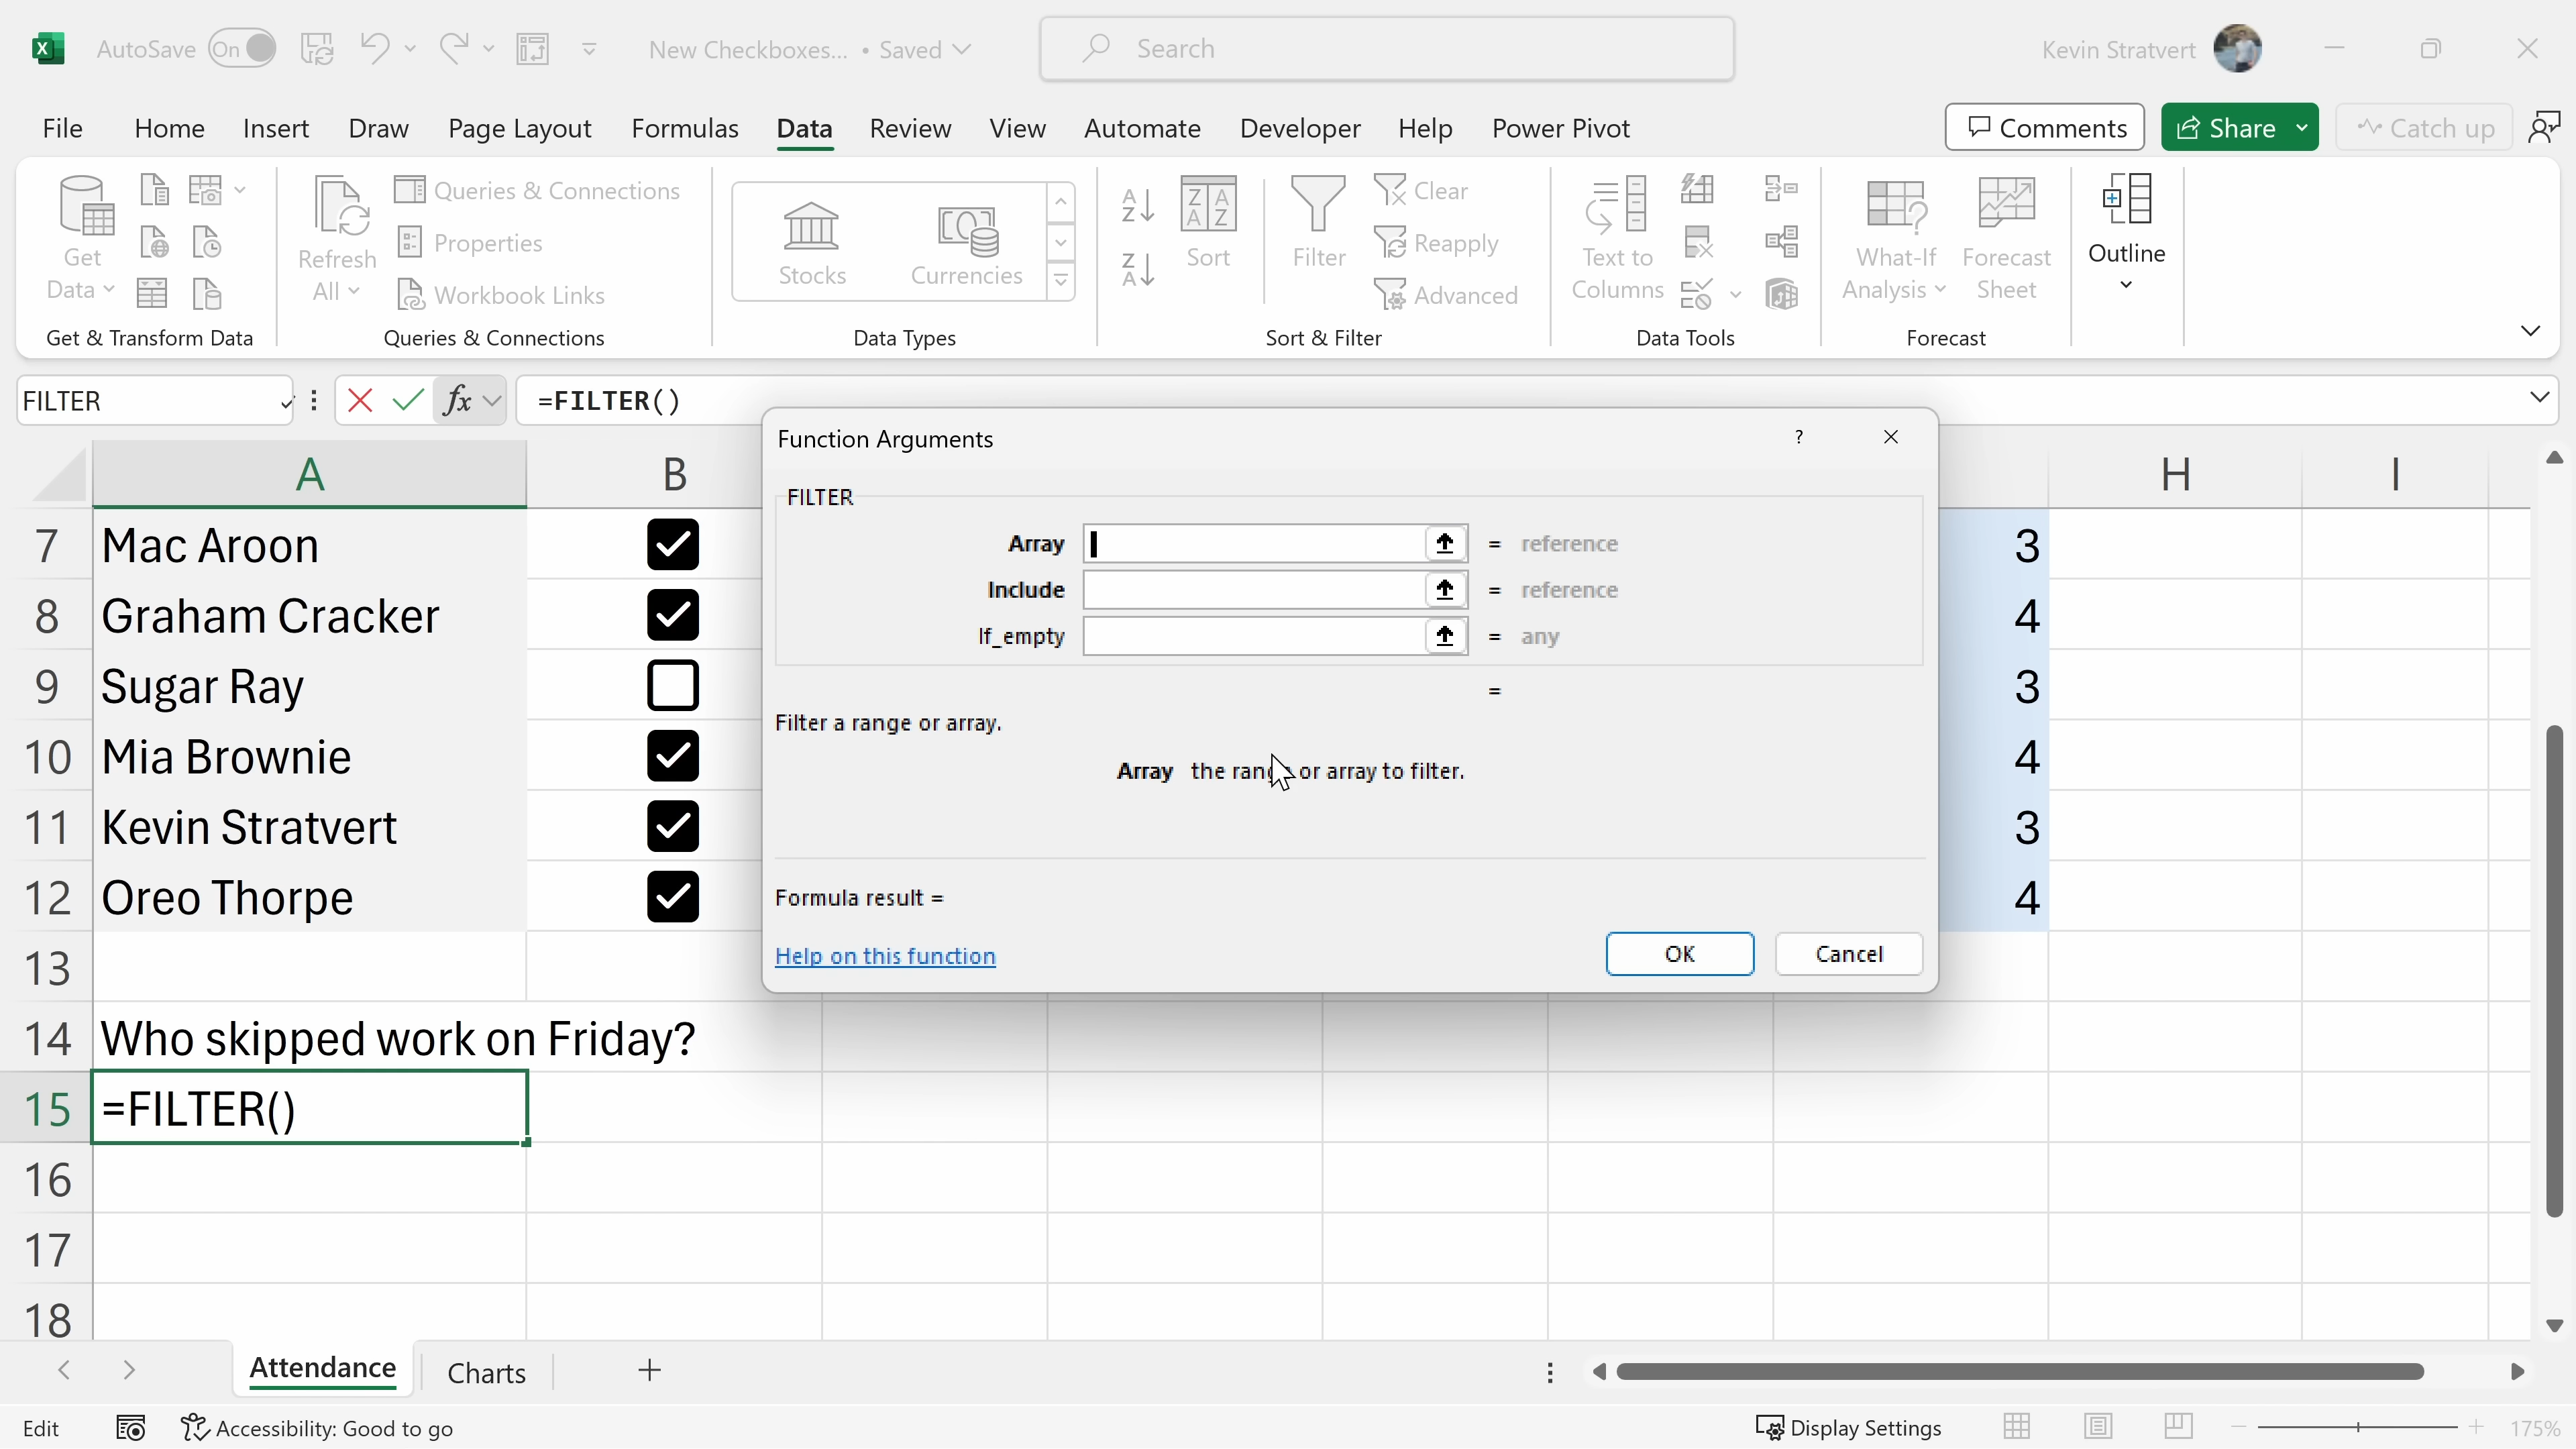 AutoSave On New Checkboxes... • Saved Search Kevin Stratvert
File Home Insert Draw Page Layout Formulas Data Review View Automate Developer Help Power Pivot Comments Share Catch up
Get Data
Refresh All
Queries & Connections
Properties
Workbook Links
Stocks
Currencies
A Z
Z A
Z A A Z
Sort
Filter
Clear
Reapply
Advanced
Text to Columns
What-If Analysis
Forecast Sheet
Outline
Get & Transform Data Queries & Connections Data Types Sort & Filter Data Tools Forecast
FILTER fx =FILTER()
A B H I
7 Mac Aroon 3
8 Graham Cracker 4
9 Sugar Ray 3
10 Mia Brownie 4
11 Kevin Stratvert 3
12 Oreo Thorpe 4
13
14 Who skipped work on Friday?
15 =FILTER()
16
17
18
Function Arguments ?
FILTER
Array = reference
Include = reference
If_empty = any
=
Filter a range or array.
Array the range or array to filter.
Formula result =
Help on this function OK Cancel
Attendance Charts +
Edit Accessibility: Good to go Display Settings 175%